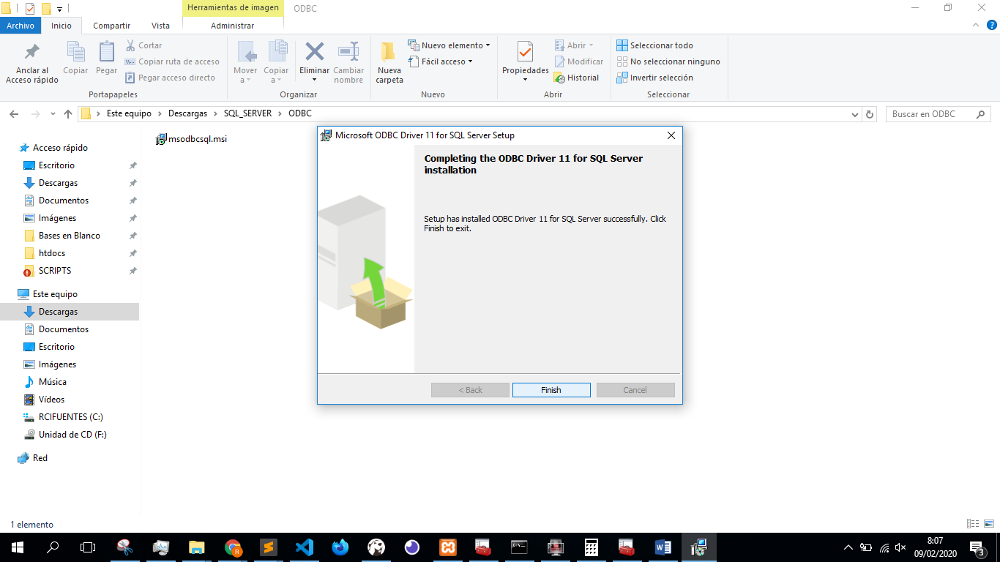 Herramientas de imagen
ODBC
Archivo
Inicio
Compartir
Vista
Administrar
Anclar al
Acceso rápido
Copiar
Pegar
Cortar
Copiar ruta de acceso
Pegar acceso directo
Portapapeles
Mover
a
Copiar
a
Eliminar
Cambiar
nombre
Organizar
Nueva
carpeta
Nuevo elemento
Fácil acceso
Nuevo
Propiedades
Abrir
Modificar
Historial
Abrir
Seleccionar todo
No seleccionar ninguno
Invertir selección
Seleccionar
Este equipo > Descargas > SQL_SERVER > ODBC
Buscar en ODBC
Acceso rápido
Escritorio
Descargas
Documentos
Imágenes
Bases en Blanco
htdocs
SCRIPTS
Este equipo
Descargas
Documentos
Escritorio
Imágenes
Música
Vídeos
RCIFUENTES (C:)
Unidad de CD (F:)
Red
msodbcsql.msi
Microsoft ODBC Driver 11 for SQL Server Setup
Completing the ODBC Driver 11 for SQL Server
installation
Setup has installed ODBC Driver 11 for SQL Server successfully. Click
Finish to exit.
< Back
Finish
Cancel
1 elemento
8:07
09/02/2020
3